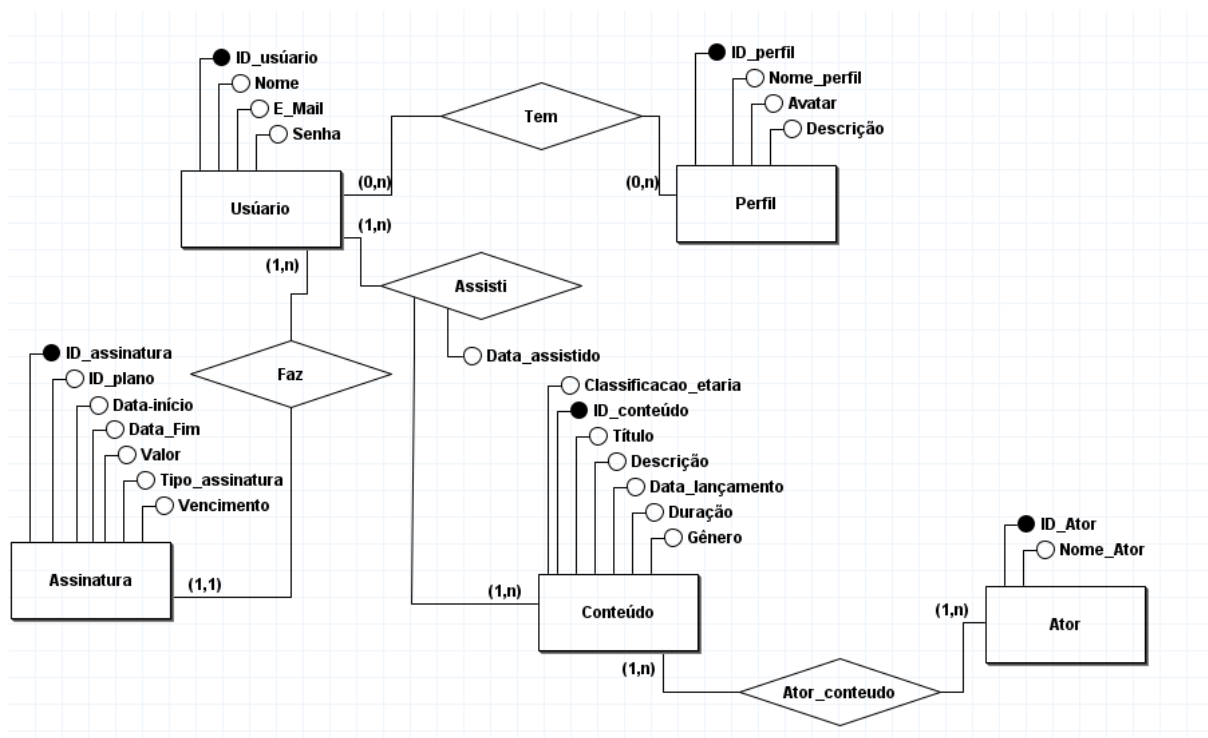 ID_usúario
Nome
E_Mail
Senha
Usúario
(0,n)
Tem
(0,n)
ID_perfil
Nome_perfil
Avatar
Descrição
Perfil
(1,n)
(1,n)
Assisti
Data_assistido
Faz
ID_assinatura
ID_plano
Data-início
Data_Fim
Valor
Tipo_assinatura
Vencimento
Assinatura
(1,1)
Classificacao_etaria
ID_conteúdo
Título
Descrição
Data_lançamento
Duração
Gênero
(1,n)
Conteúdo
(1,n)
Ator_conteudo
(1,n)
ID_Ator
Nome_Ator
Ator